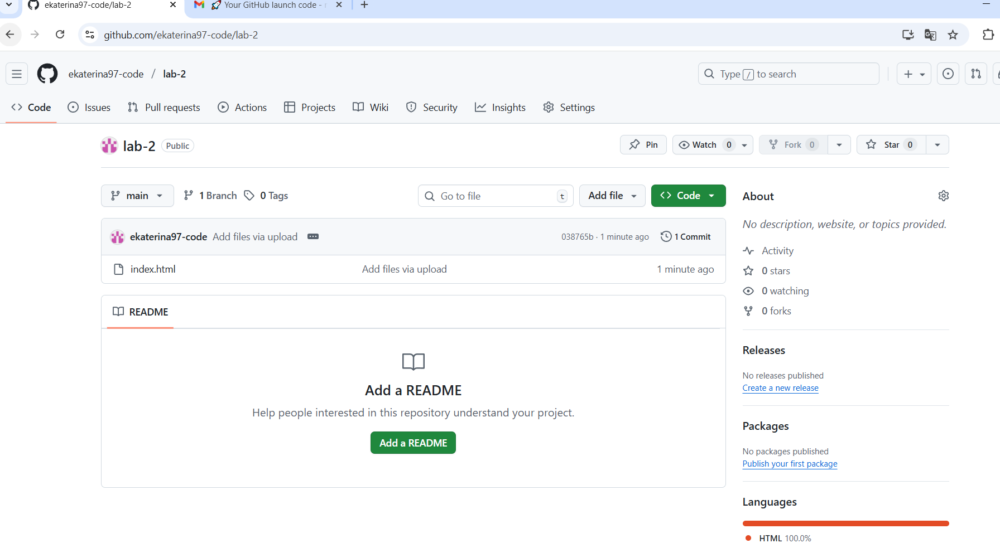 ekaterina97-code/lab-2
🚀 Your GitHub launch code -
github.com/ekaterina97-code/lab-2
ekaterina97-code / lab-2
Type / to search
Code
Issues
Pull requests
Actions
Projects
Wiki
Security
Insights
Settings
lab-2
Public
Pin
Watch 0
Fork 0
Star 0
main
1 Branch
0 Tags
Go to file
t
Add file
Code
ekaterina97-code Add files via upload
038765b · 1 minute ago
1 Commit
index.html
Add files via upload
1 minute ago
README
Add a README
Help people interested in this repository understand your project.
Add a README
About
No description, website, or topics provided.
Activity
0 stars
0 watching
0 forks
Releases
No releases published
Create a new release
Packages
No packages published
Publish your first package
Languages
HTML 100.0%